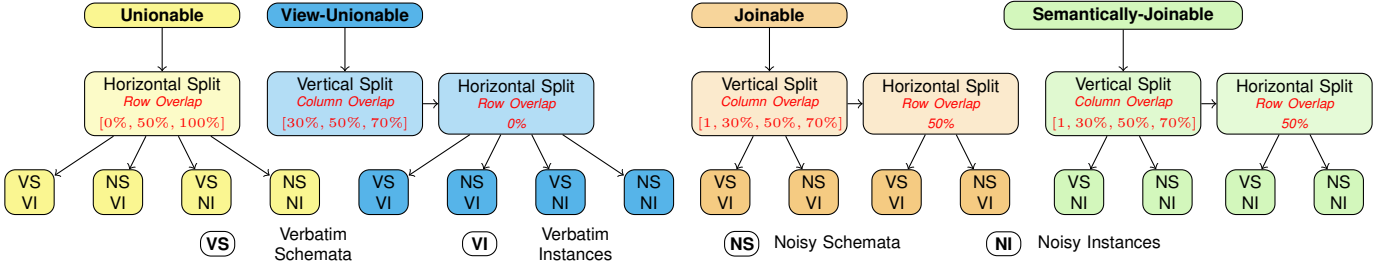 Unionable
View-Unionable
Joinable
Semantically-Joinable
Horizontal Split
Row Overlap
[0%, 50%, 100%]
Vertical Split
Column Overlap
[30%, 50%, 70%]
Horizontal Split
Row Overlap
0%
Vertical Split
Column Overlap
[1, 30%, 50%, 70%]
Horizontal Split
Row Overlap
50%
Vertical Split
Column Overlap
[1, 30%, 50%, 70%]
Horizontal Split
Row Overlap
50%
VS
VI
NS
VI
VS
NI
NS
NI
VS
VI
NS
VI
VS
NI
NS
NI
VS
VI
NS
VI
VS
VI
NS
VI
VS
NI
NS
NI
VS
NI
NS
NI
VS
Verbatim
Schemata
VI
Verbatim
Instances
NS
Noisy Schemata
NI
Noisy Instances